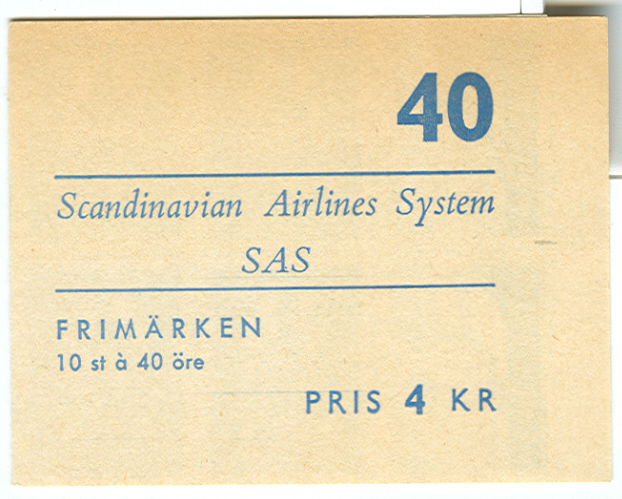 40
Scandinavian Airlines System
SAS
FRIMÄRKEN
10 st à 40 öre
PRIS 4 KR